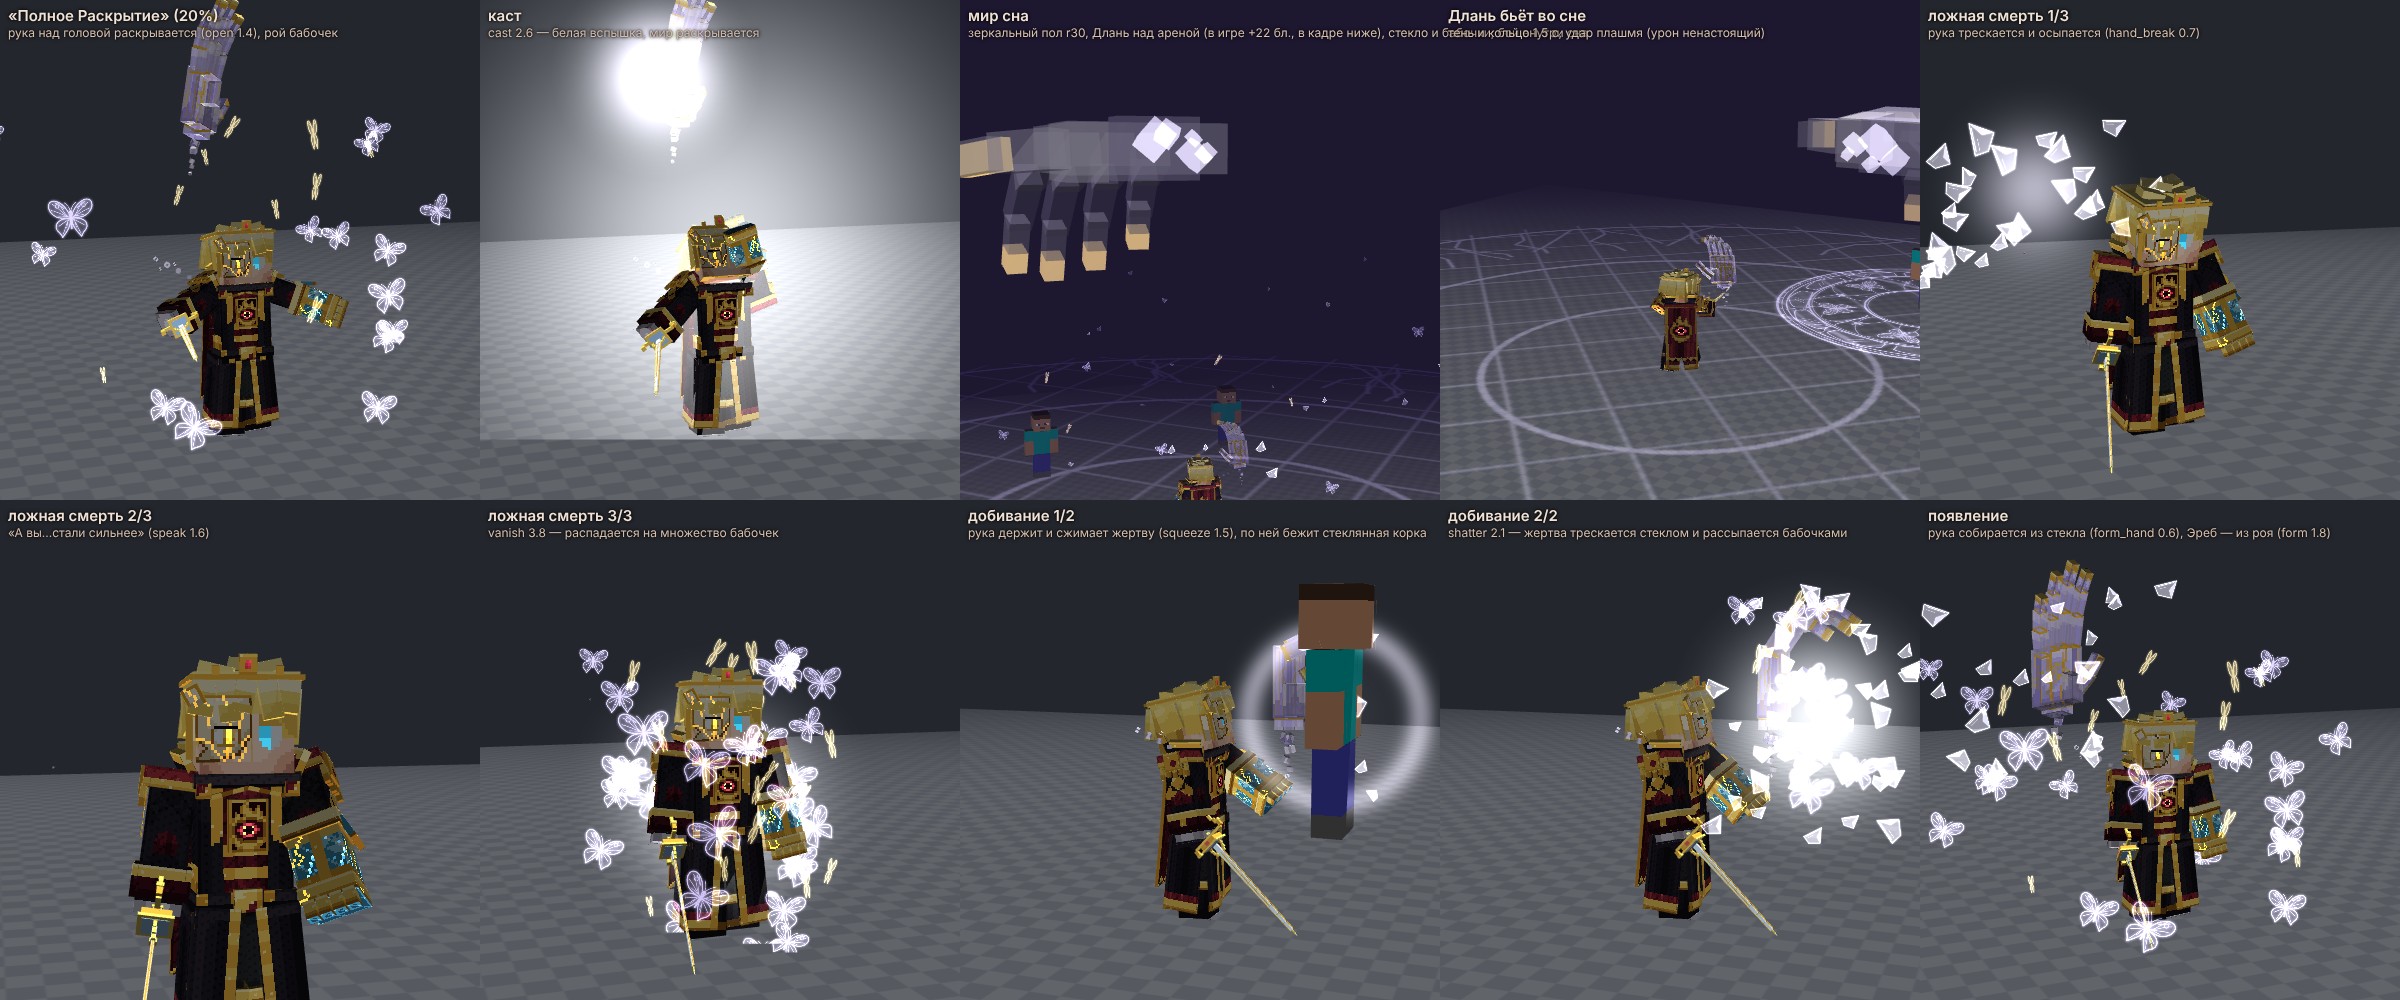 «Полное Раскрытие» (20%)
рука над головой раскрывается (open 1.4), рой бабочек
каст
cast 2.6 — белая вспышка, мир раскрывается
мир сна
зеркальный пол r30, Длань над ареной (в игре +22 бл., в кадре ниже), стекло и бабочки
Длань бьёт во сне
удар плашмя (урон ненастоящий)
ложная смерть 1/3
рука трескается и осыпается (hand_break 0.7)
ложная смерть 2/3
«А вы...стали сильнее» (speak 1.6)
ложная смерть 3/3
vanish 3.8 — распадается на множество бабочек
добивание 1/2
рука держит и сжимает жертву (squeeze 1.5), по ней бежит стеклянная корка
добивание 2/2
shatter 2.1 — жертва трескается стеклом и рассыпается бабочками
появление
рука собирается из стекла (form_hand 0.6), Эреб — из роя (form 1.8)